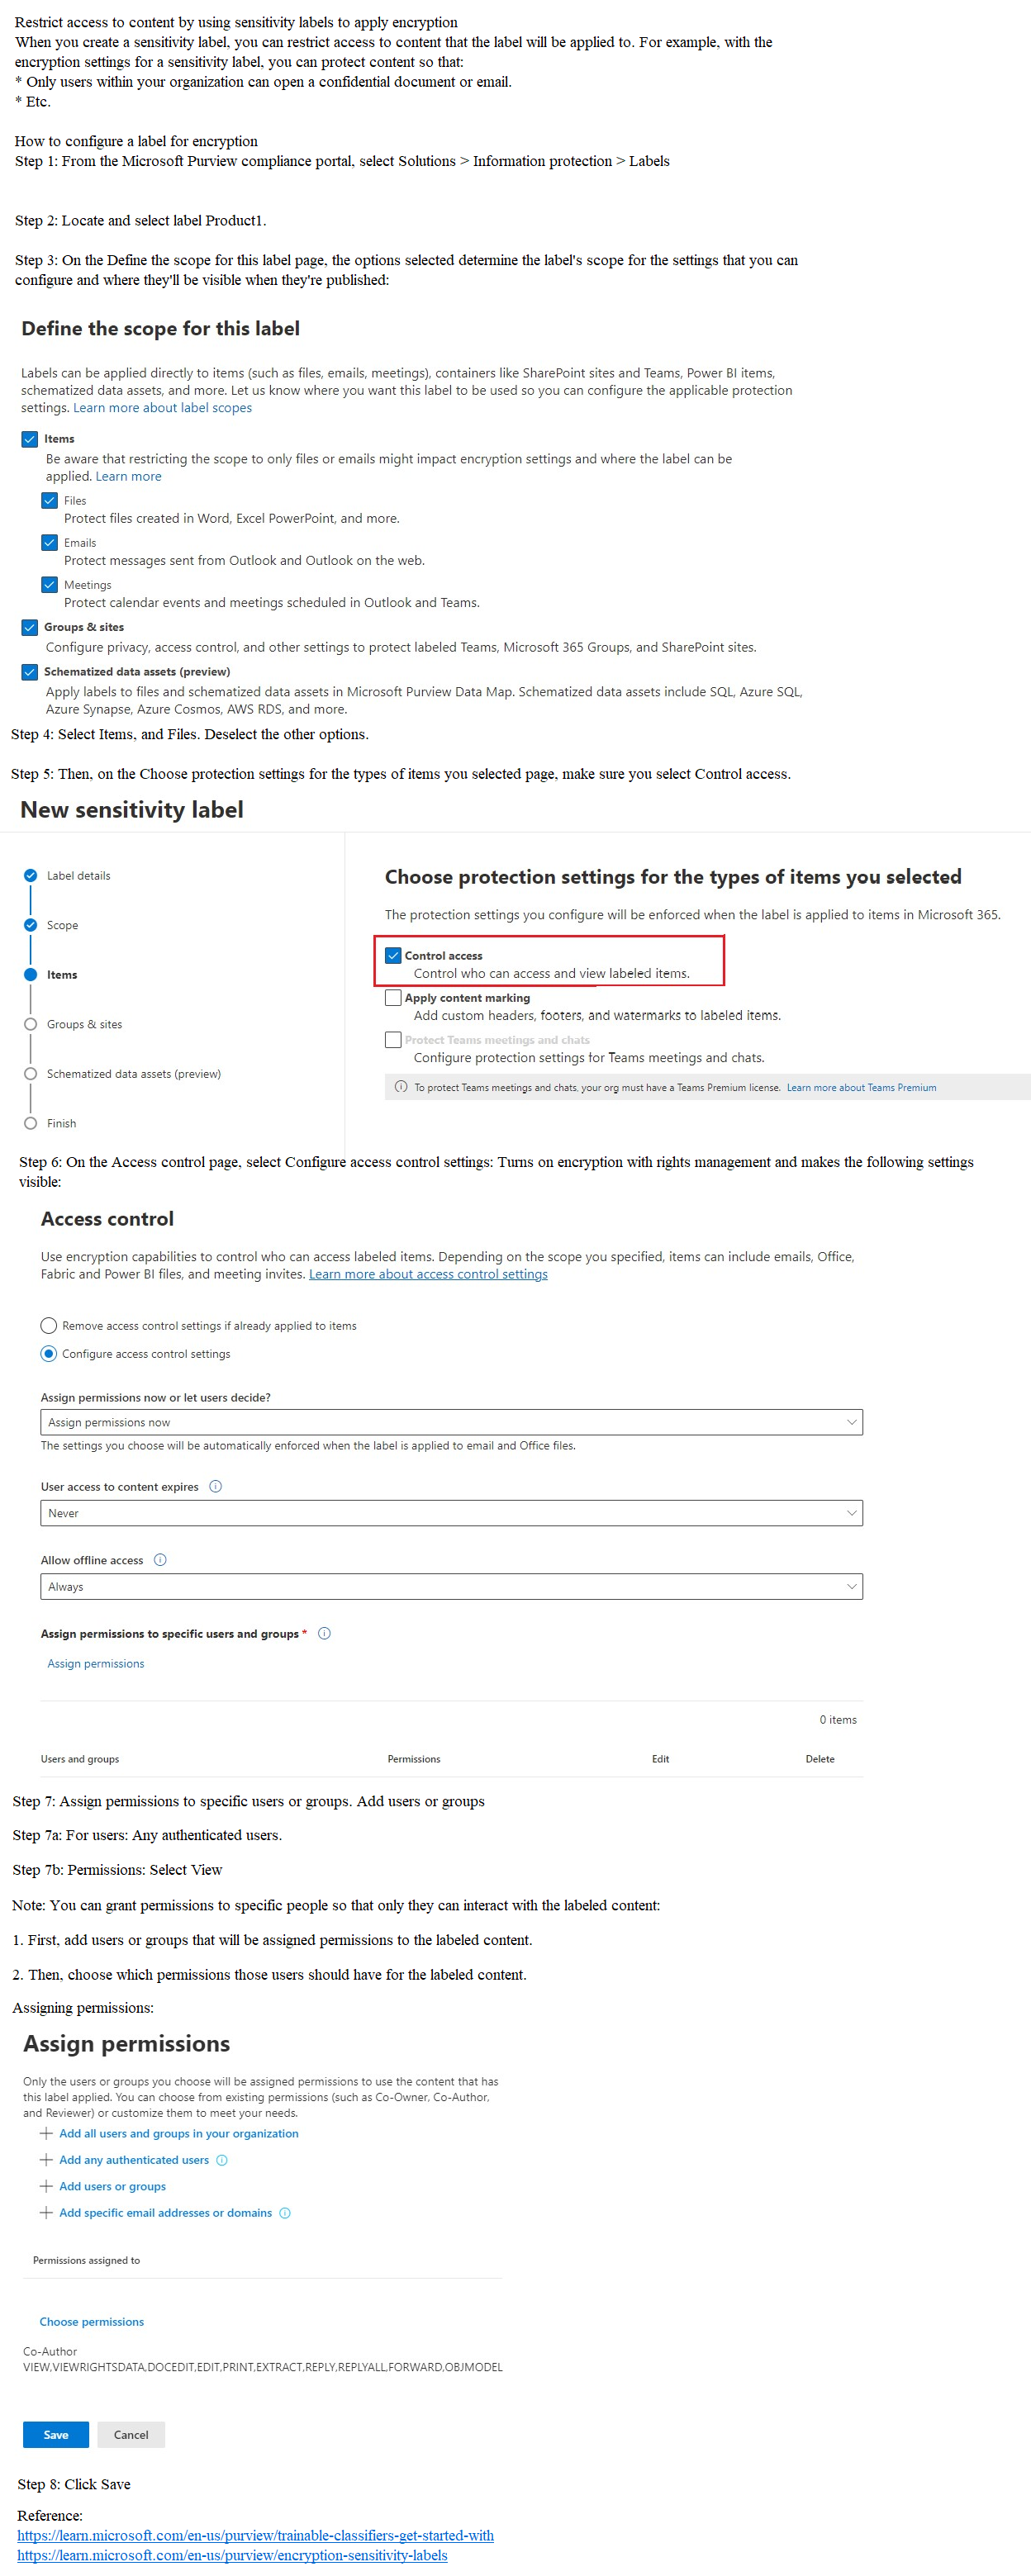 Restrict access to content by using sensitivity labels to apply encryption
When you create a sensitivity label, you can restrict access to content that the label will be applied to. For example, with the
encryption settings for a sensitivity label, you can protect content so that:
* Only users within your organization can open a confidential document or email.
* Etc.
How to configure a label for encryption
Step 1: From the Microsoft Purview compliance portal, select Solutions > Information protection > Labels
Step 2: Locate and select label Product1.
Step 3: On the Define the scope for this label page, the options selected determine the label's scope for the settings that you can
configure and where they'll be visible when they're published:
Define the scope for this label
Labels can be applied directly to items (such as files, emails, meetings), containers like SharePoint sites and Teams, Power BI items,
schematized data assets, and more. Let us know where you want this label to be used so you can configure the applicable protection
settings. Learn more about label scopes
Items
Be aware that restricting the scope to only files or emails might impact encryption settings and where the label can be
applied. Learn more
Files
Protect files created in Word, Excel PowerPoint, and more.
Emails
Protect messages sent from Outlook and Outlook on the web.
Meetings
Protect calendar events and meetings scheduled in Outlook and Teams.
Groups & sites
Configure privacy, access control, and other settings to protect labeled Teams, Microsoft 365 Groups, and SharePoint sites.
Schematized data assets (preview)
Apply labels to files and schematized data assets in Microsoft Purview Data Map. Schematized data assets include SQL, Azure SQL,
Azure Synapse, Azure Cosmos, AWS RDS, and more.
Step 4: Select Items, and Files. Deselect the other options.
Step 5: Then, on the Choose protection settings for the types of items you selected page, make sure you select Control access.
New sensitivity label
Label details
Scope
Items
Groups & sites
Schematized data assets (preview)
Finish
Choose protection settings for the types of items you selected
The protection settings you configure will be enforced when the label is applied to items in Microsoft 365.
Control access
Control who can access and view labeled items.
Apply content marking
Add custom headers, footers, and watermarks to labeled items.
Protect Teams meetings and chats
Configure protection settings for Teams meetings and chats.
To protect Teams meetings and chats, your org must have a Teams Premium license. Learn more about Teams Premium
Step 6: On the Access control page, select Configure access control settings: Turns on encryption with rights management and makes the following settings
visible:
Access control
Use encryption capabilities to control who can access labeled items. Depending on the scope you specified, items can include emails, Office,
Fabric and Power BI files, and meeting invites. Learn more about access control settings
Remove access control settings if already applied to items
Configure access control settings
Assign permissions now or let users decide?
Assign permissions now
The settings you choose will be automatically enforced when the label is applied to email and Office files.
User access to content expires
Never
Allow offline access
Always
Assign permissions to specific users and groups *
Assign permissions
0 items
Users and groups Permissions Edit Delete
Step 7: Assign permissions to specific users or groups. Add users or groups
Step 7a: For users: Any authenticated users.
Step 7b: Permissions: Select View
Note: You can grant permissions to specific people so that only they can interact with the labeled content:
1. First, add users or groups that will be assigned permissions to the labeled content.
2. Then, choose which permissions those users should have for the labeled content.
Assigning permissions:
Assign permissions
Only the users or groups you choose will be assigned permissions to use the content that has
this label applied. You can choose from existing permissions (such as Co-Owner, Co-Author,
and Reviewer) or customize them to meet your needs.
Add all users and groups in your organization
Add any authenticated users
Add users or groups
Add specific email addresses or domains
Permissions assigned to
Choose permissions
Co-Author
VIEW,VIEWRIGHTSDATA,DOCEDIT,EDIT,PRINT,EXTRACT,REPLY,REPLYALL,FORWARD,OBJMODEL
Save Cancel
Step 8: Click Save
Reference:
https://learn.microsoft.com/en-us/purview/trainable-classifiers-get-started-with
https://learn.microsoft.com/en-us/purview/encryption-sensitivity-labels